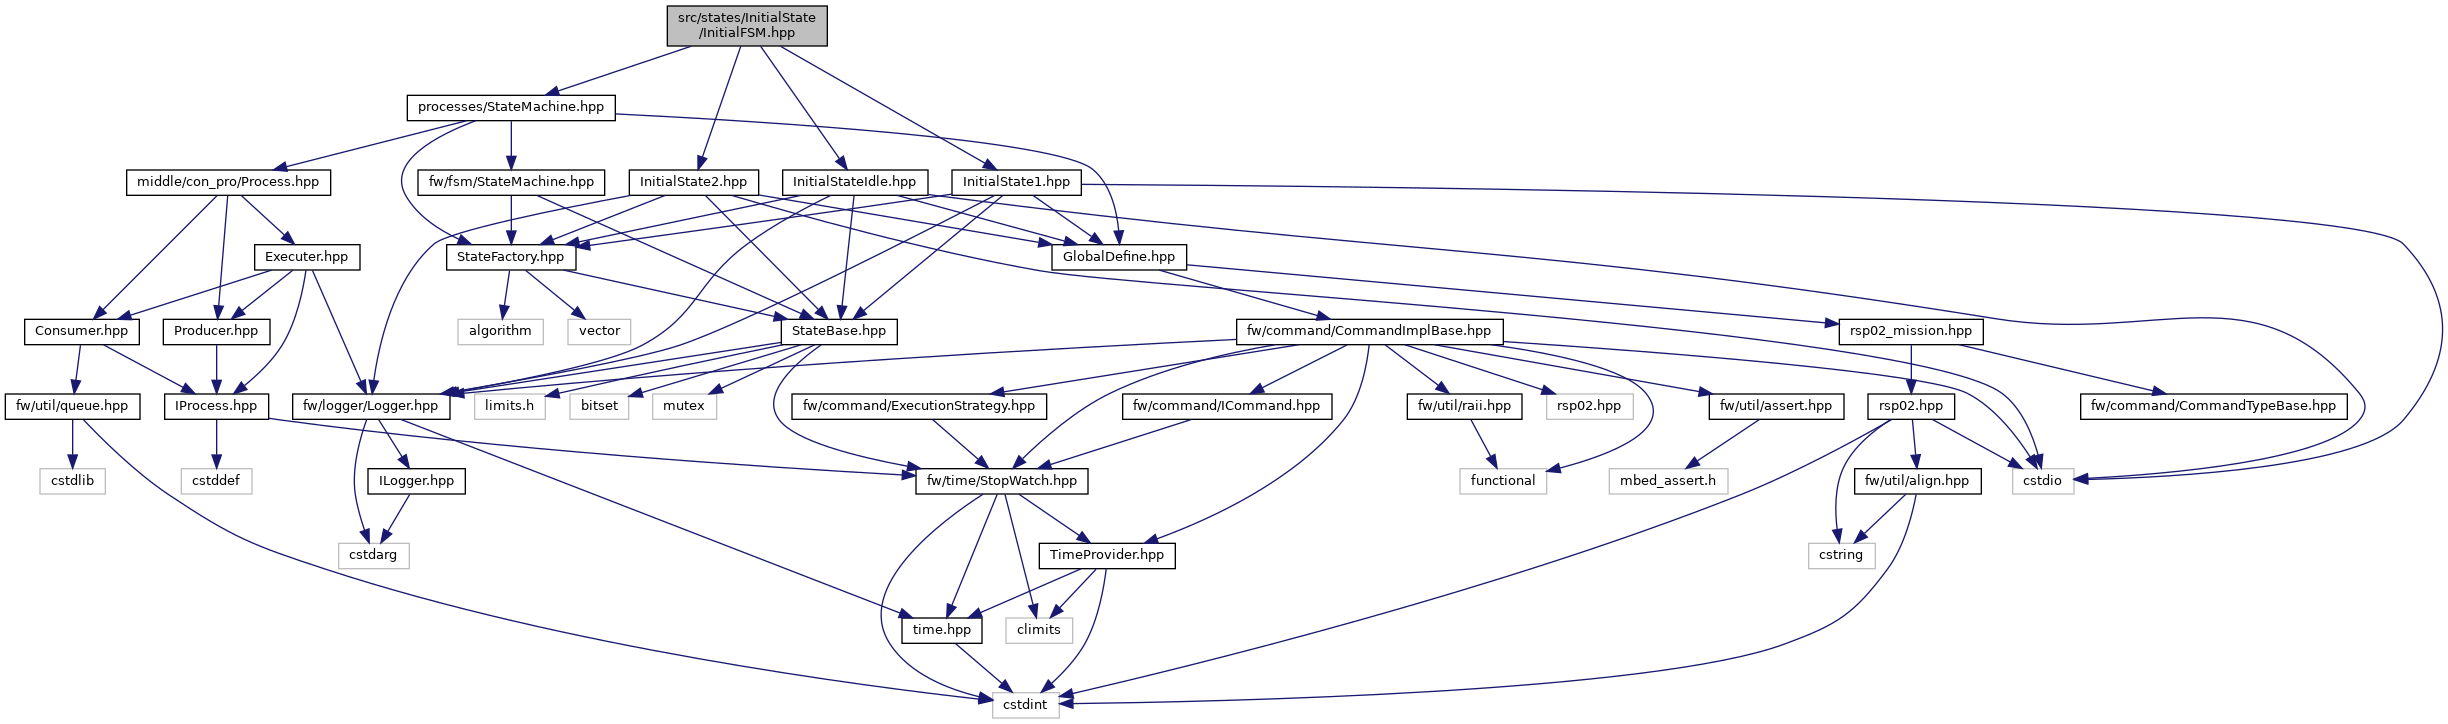 src/states/InitialState
/InitialFSM.hpp
processes/StateMachine.hpp
middle/con_pro/Process.hpp
fw/fsm/StateMachine.hpp
InitialState2.hpp
InitialStateIdle.hpp
InitialState1.hpp
Executer.hpp
StateFactory.hpp
GlobalDefine.hpp
Consumer.hpp
Producer.hpp
algorithm
vector
StateBase.hpp
fw/command/CommandImplBase.hpp
rsp02_mission.hpp
fw/util/queue.hpp
IProcess.hpp
fw/logger/Logger.hpp
limits.h
bitset
mutex
fw/command/ExecutionStrategy.hpp
fw/command/ICommand.hpp
fw/util/raii.hpp
rsp02.hpp
fw/util/assert.hpp
rsp02.hpp
fw/command/CommandTypeBase.hpp
cstdlib
cstddef
ILogger.hpp
fw/time/StopWatch.hpp
functional
mbed_assert.h
fw/util/align.hpp
cstdio
cstdarg
TimeProvider.hpp
cstring
time.hpp
climits
cstdint